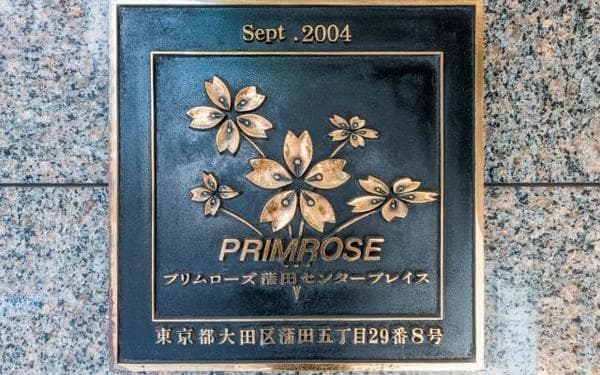 Sept .2004
PRIMROSE
プリムローズ蒲田センタープレイス
東京都大田区蒲田五丁目29番8号